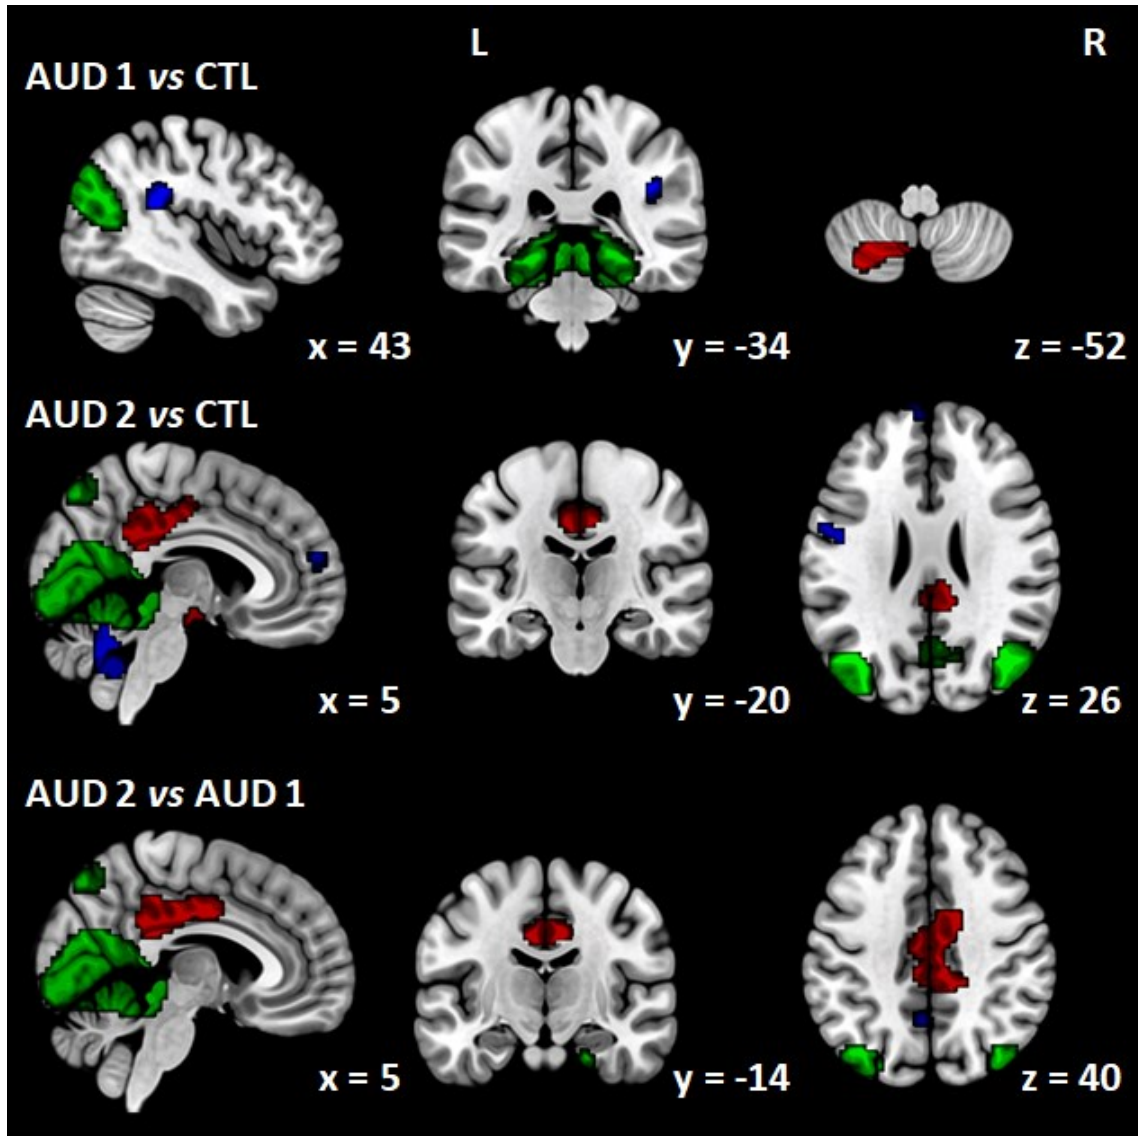 L
R
AUD 1 vs CTL
x = 43
y = -34
z = -52
AUD 2 vs CTL
x = 5
y = -20
z = 26
AUD 2 vs AUD 1
x = 5
y = -14
z = 40